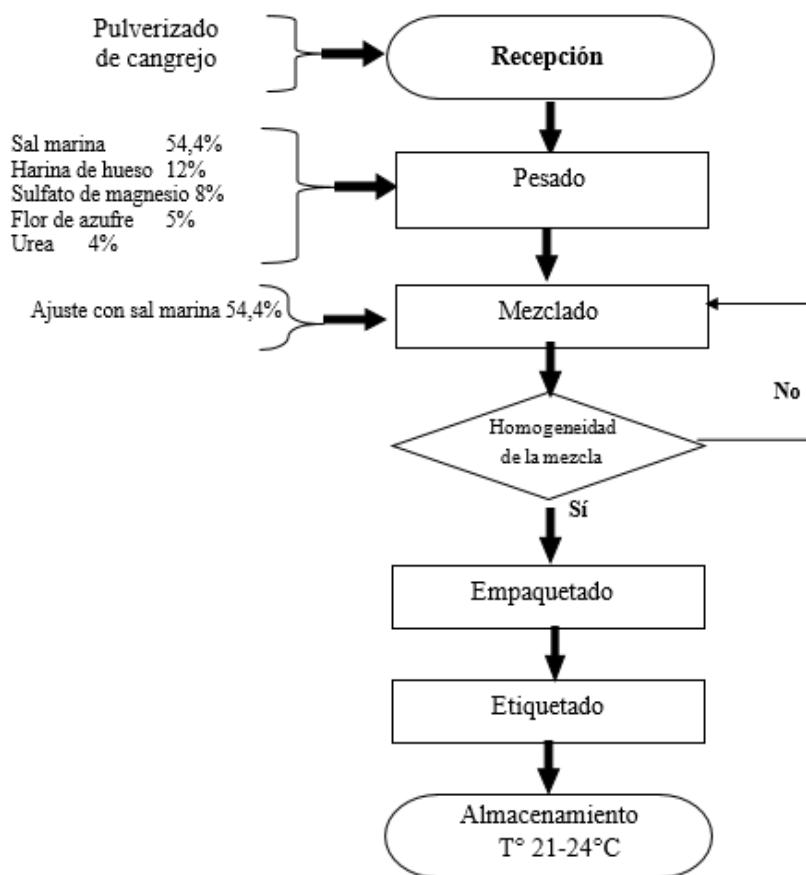 Pulverizado
de cangrejo
Recepción
Sal marina 54,4%
Harina de hueso 12%
Sulfato de magnesio 8%
Flor de azufre 5%
Urea 4%
Pesado
Ajuste con sal marina 54,4%
Mezclado
No
Homogeneidad
de la mezcla
Sí
Empaquetado
Etiquetado
Almacenamiento
T° 21-24°C